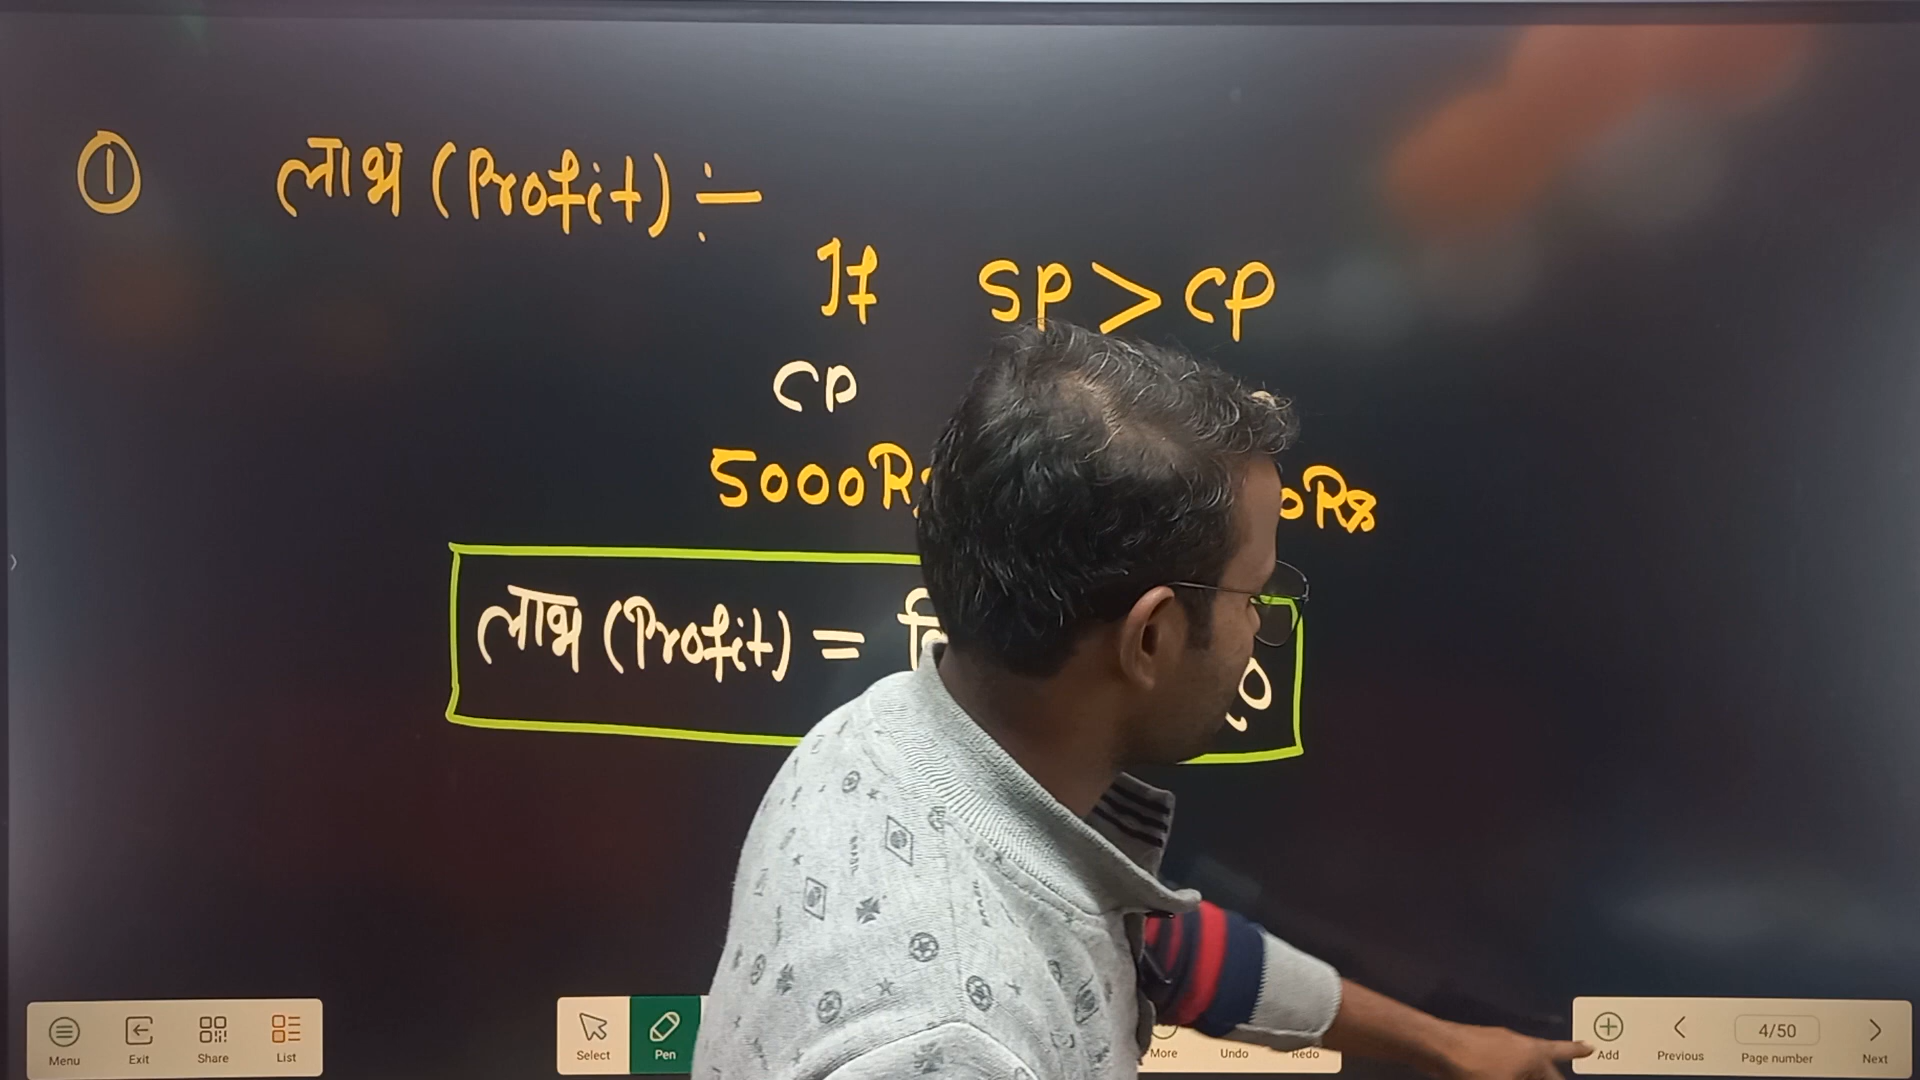 ① लाभ (Profit) :-
If SP > CP
CP
5000Rs
0Rs
लाभ (Profit) =
Menu Exit Share List
Select Pen More Undo Redo
Add Previous 4/50 Page number Next